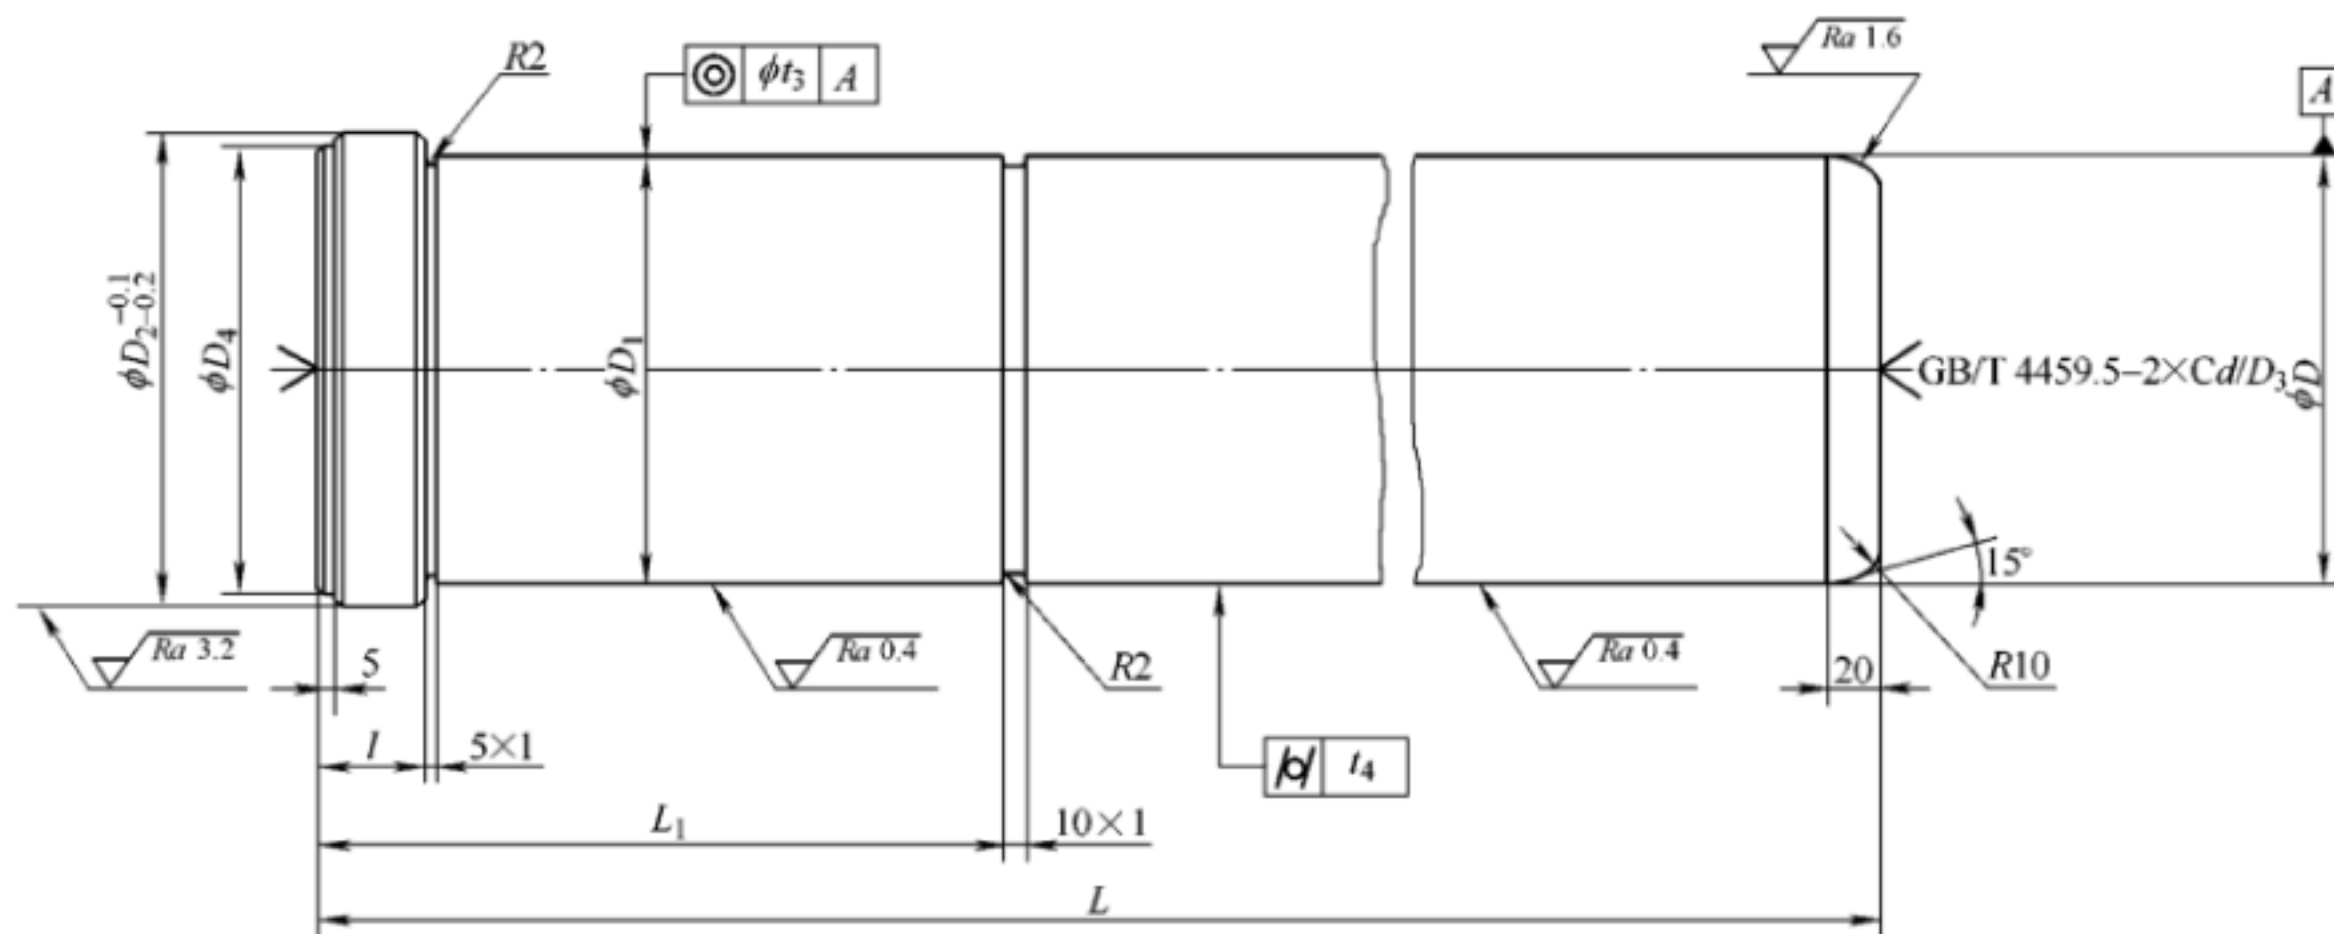 R2
◎ ϕt₃ A
Ra 1.6
A
ϕD₂ −0.1 −0.2
ϕD₄
ϕD₁
GB/T 4459.5–2×Cd/D₃
ϕD
15°
Ra 3.2
5
Ra 0.4
R2
Ra 0.4
20
R10
l
5×1
⌭ t₄
L₁
10×1
L